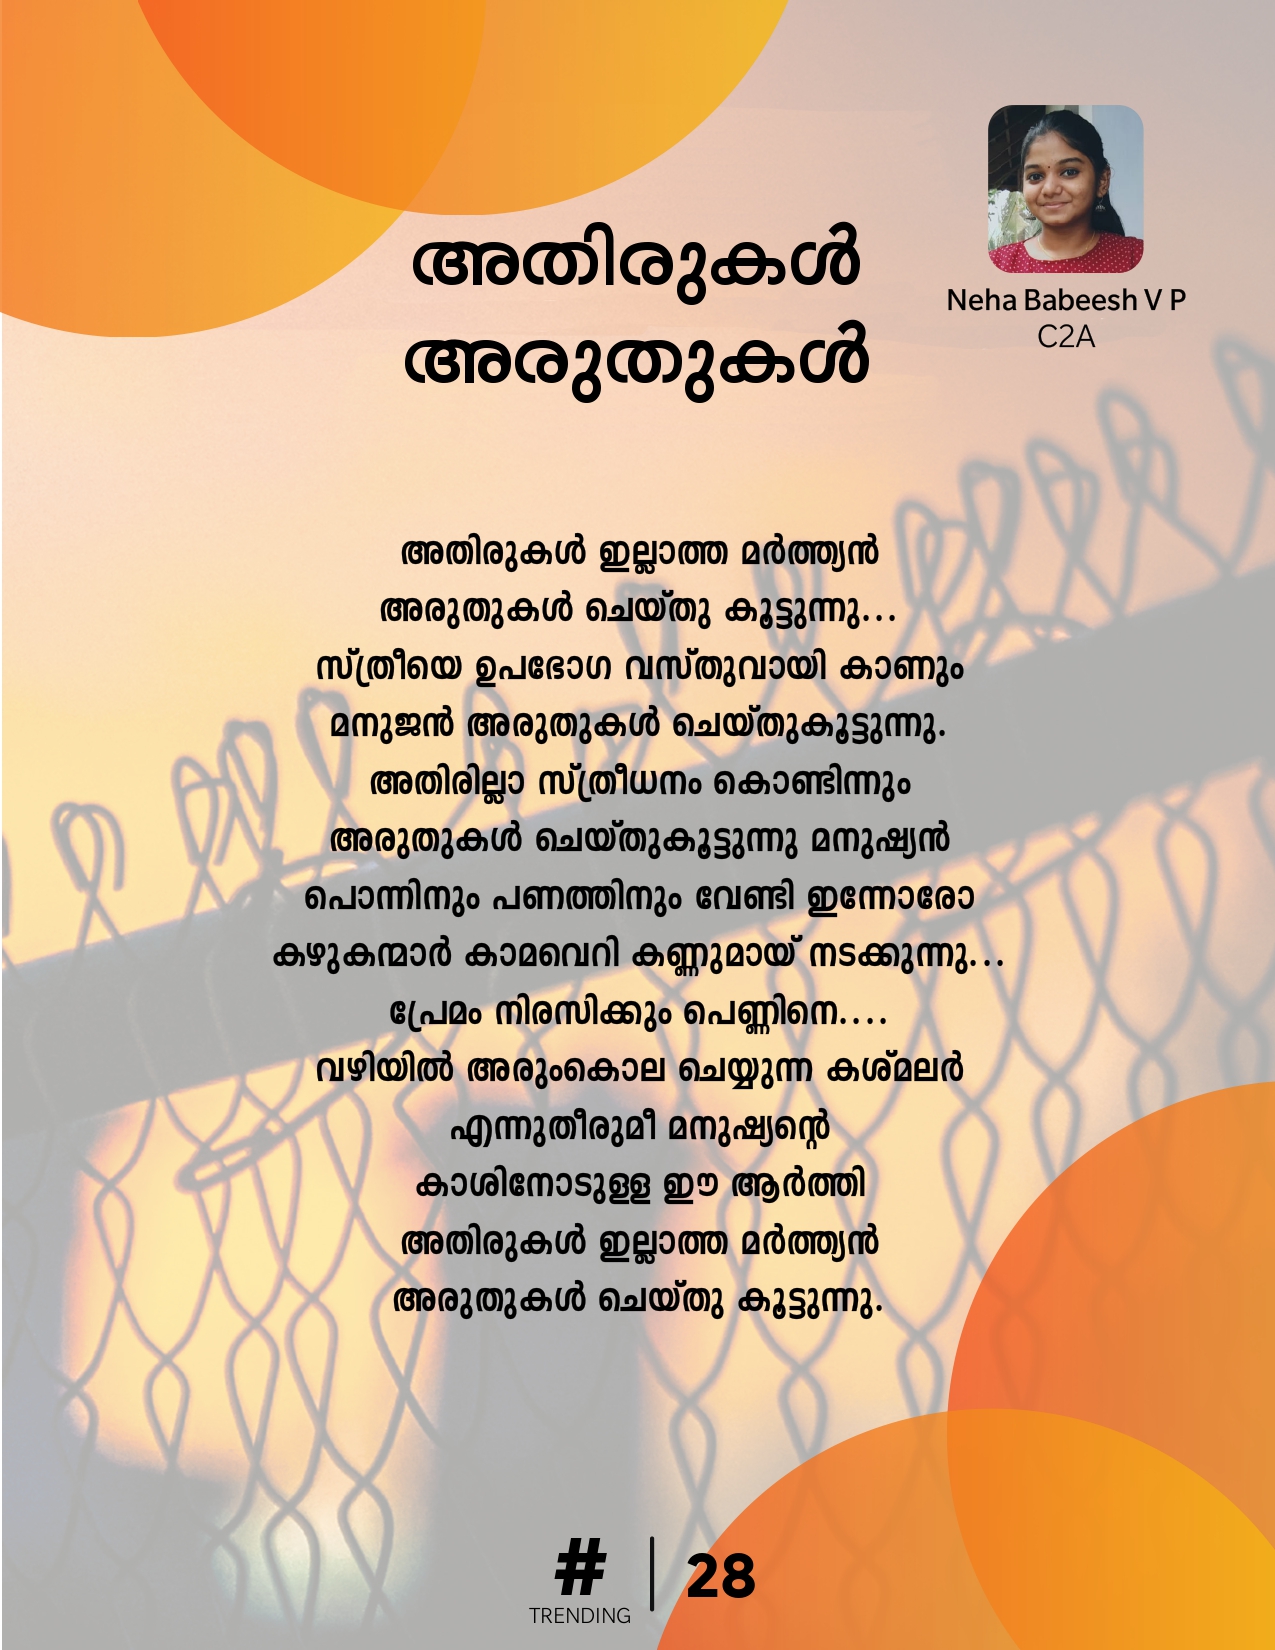 അതിരുകൾ
അരുതുകൾ
Neha Babeesh V P
C2A
അതിരുകൾ ഇല്ലാത്ത മർത്ത്യൻ
അരുതുകൾ ചെയ്തു കൂട്ടുന്നു...
സ്ത്രീയെ ഉപഭോഗ വസ്തുവായി കാണും
മനുജൻ അരുതുകൾ ചെയ്തുകൂട്ടുന്നു.
അതിരില്ലാ സ്ത്രീധനം കൊണ്ടിന്നും
അരുതുകൾ ചെയ്തുകൂട്ടുന്നു മനുഷ്യൻ
പൊന്നിനും പണത്തിനും വേണ്ടി ഇന്നോരോ
കഴുകന്മാർ കാമവെറി കണ്ണുമായ് നടക്കുന്നു...
പ്രേമം നിരസിക്കും പെണ്ണിനെ....
വഴിയിൽ അരുംകൊല ചെയ്യുന്ന കശ്മലർ
എന്നുതീരുമീ മനുഷ്യന്റെ
കാശിനോടുള്ള ഈ ആർത്തി
അതിരുകൾ ഇല്ലാത്ത മർത്ത്യൻ
അരുതുകൾ ചെയ്തു കൂട്ടുന്നു.
# | 28
TRENDING